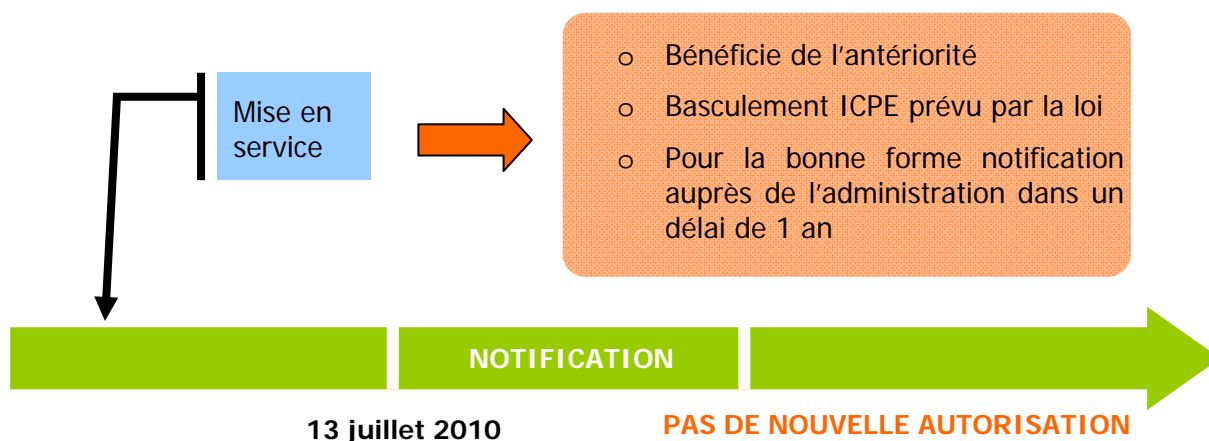 Mise en
service
o Bénéficie de l'antériorité
o Basculement ICPE prévu par la loi
o Pour la bonne forme notification
auprès de l'administration dans un
délai de 1 an
NOTIFICATION
13 juillet 2010
PAS DE NOUVELLE AUTORISATION